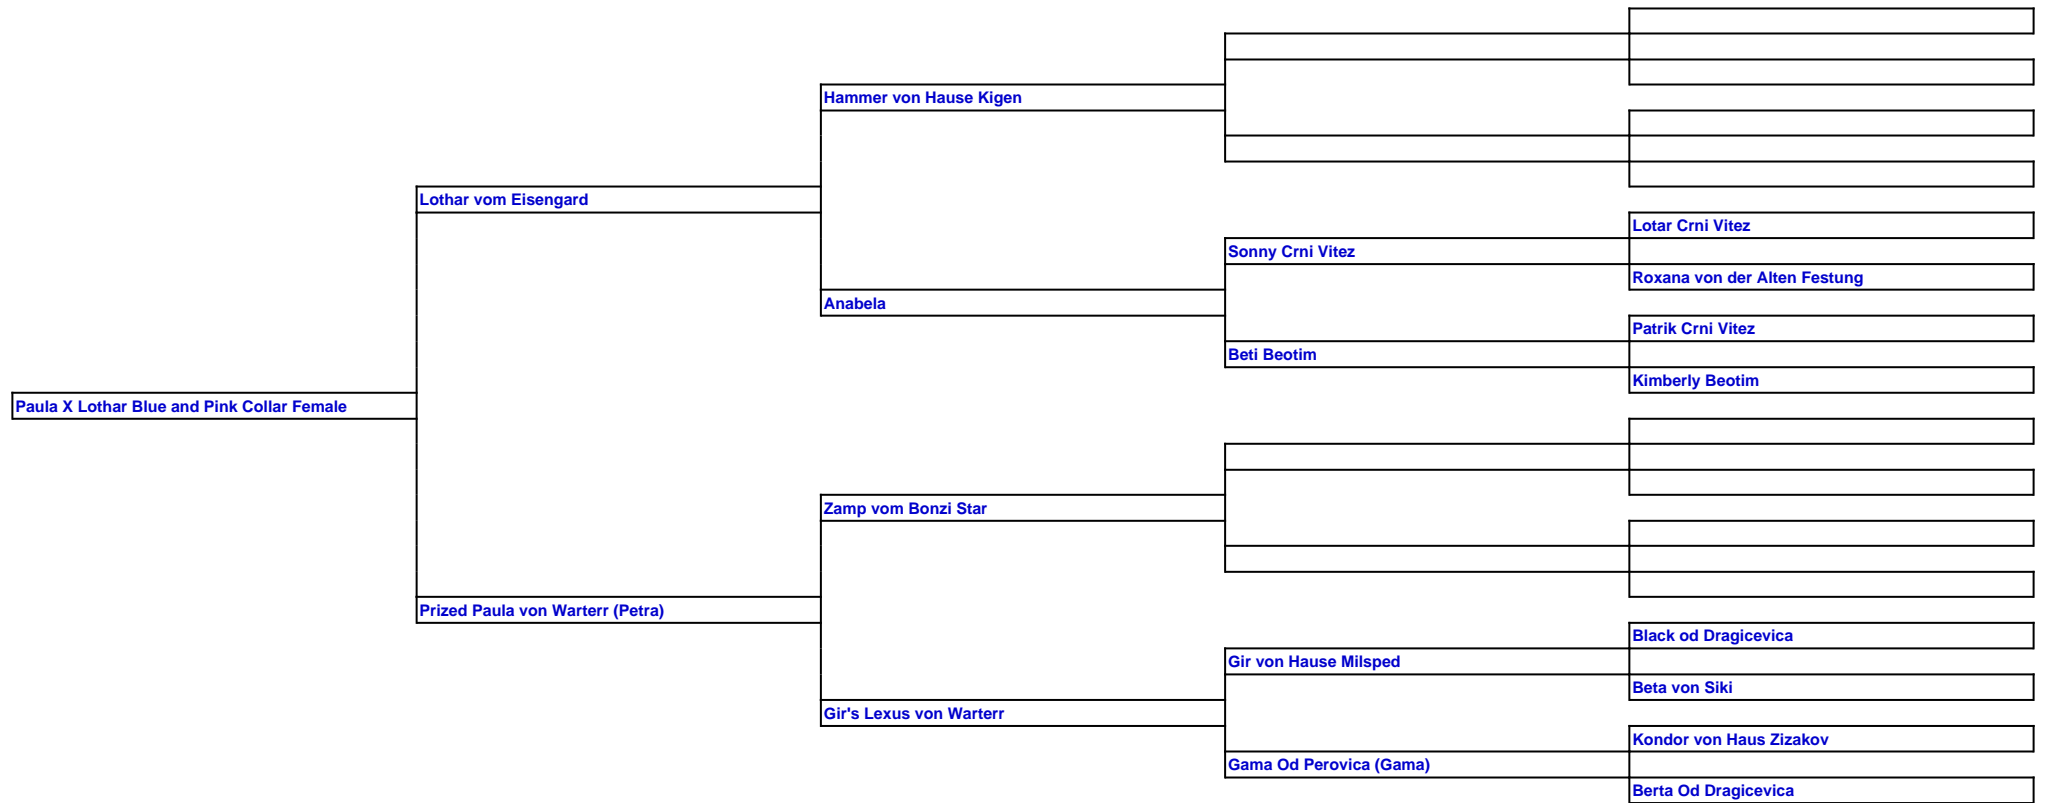 Hammer von Hause Kigen
Lothar vom Eisengard
Lotar Crni Vitez
Sonny Crni Vitez
Roxana von der Alten Festung
Anabela
Patrik Crni Vitez
Beti Beotim
Kimberly Beotim
Paula X Lothar Blue and Pink Collar Female
Zamp vom Bonzi Star
Prized Paula von Warterr (Petra)
Black od Dragicevica
Gir von Hause Milsped
Beta von Siki
Gir's Lexus von Warterr
Kondor von Haus Zizakov
Gama Od Perovica (Gama)
Berta Od Dragicevica